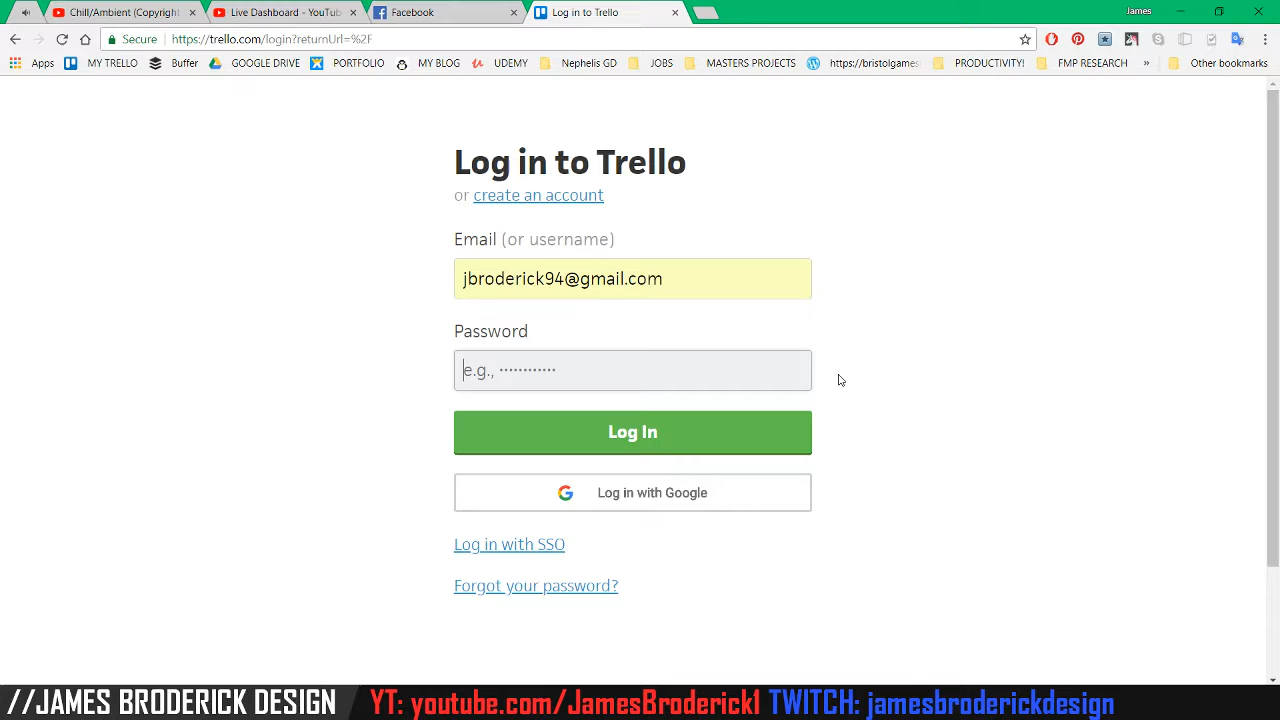 Chill/Ambient (Copyright
Live Dashboard - YouTub
Facebook
Log in to Trello
James
Secure
https://trello.com/login?returnUrl=%2F
Apps
MY TRELLO
Buffer
GOOGLE DRIVE
PORTFOLIO
MY BLOG
UDEMY
Nephelis GD
JOBS
MASTERS PROJECTS
https://bristolgames
PRODUCTIVITY!
FMP RESEARCH
»
Other bookmarks
Log in to Trello
or create an account
Email (or username)
jbroderick94@gmail.com
Password
e.g., ••••••••••••
Log In
Log in with Google
Log in with SSO
Forgot your password?
//JAMES BRODERICK DESIGN
YT: youtube.com/JamesBroderick1 TWITCH: jamesbroderickdesign